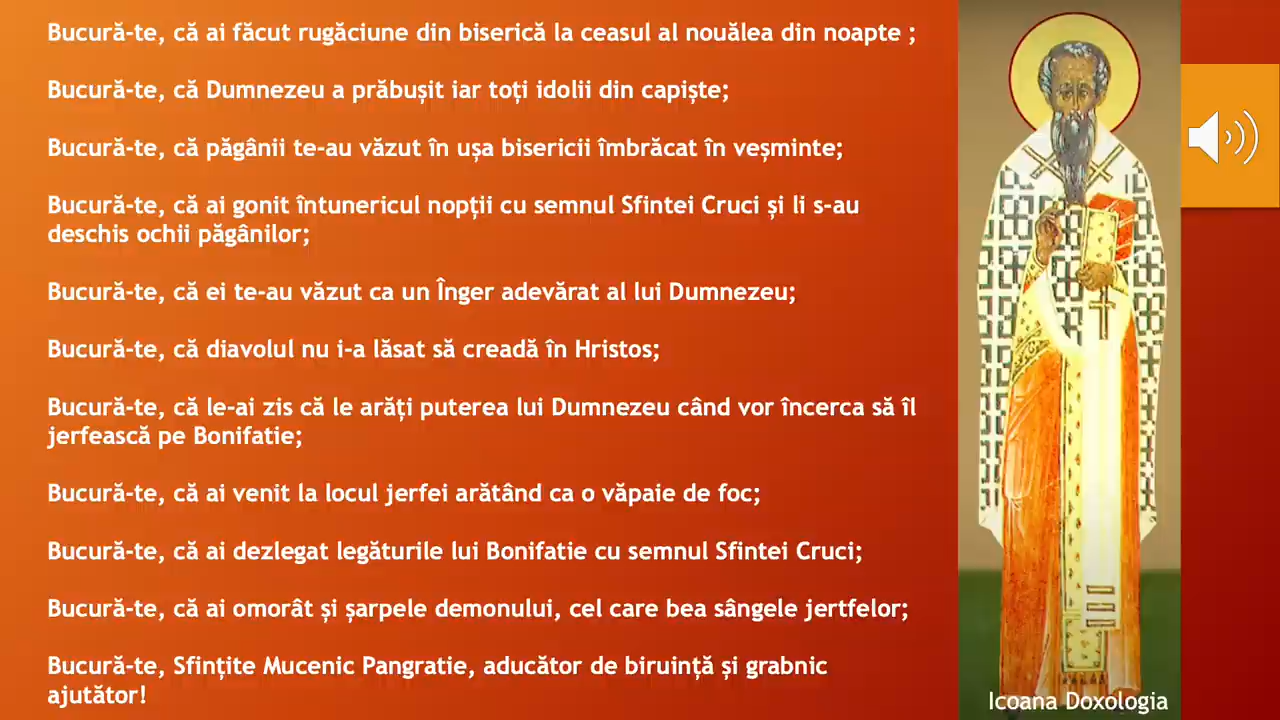 Bucură-te, că ai făcut rugăciune din biserică la ceasul al nouălea din noapte ;
Bucură-te, că Dumnezeu a prăbușit iar toți idolii din capiște;
Bucură-te, că păgânii te-au văzut în ușa bisericii îmbrăcat în veșminte;
Bucură-te, că ai gonit întunericul nopții cu semnul Sfintei Cruci și li s-au
deschis ochii păgânilor;
Bucură-te, că ei te-au văzut ca un Înger adevărat al lui Dumnezeu;
Bucură-te, că diavolul nu i-a lăsat să creadă în Hristos;
Bucură-te, că le-ai zis că le arăți puterea lui Dumnezeu când vor încerca să îl
jerfească pe Bonifatie;
Bucură-te, că ai venit la locul jerfei arătând ca o văpaie de foc;
Bucură-te, că ai dezlegat legăturile lui Bonifatie cu semnul Sfintei Cruci;
Bucură-te, că ai omorât și șarpele demonului, cel care bea sângele jertfelor;
Bucură-te, Sfințite Mucenic Pangratie, aducător de biruință și grabnic
ajutător!
Icoana Doxologia